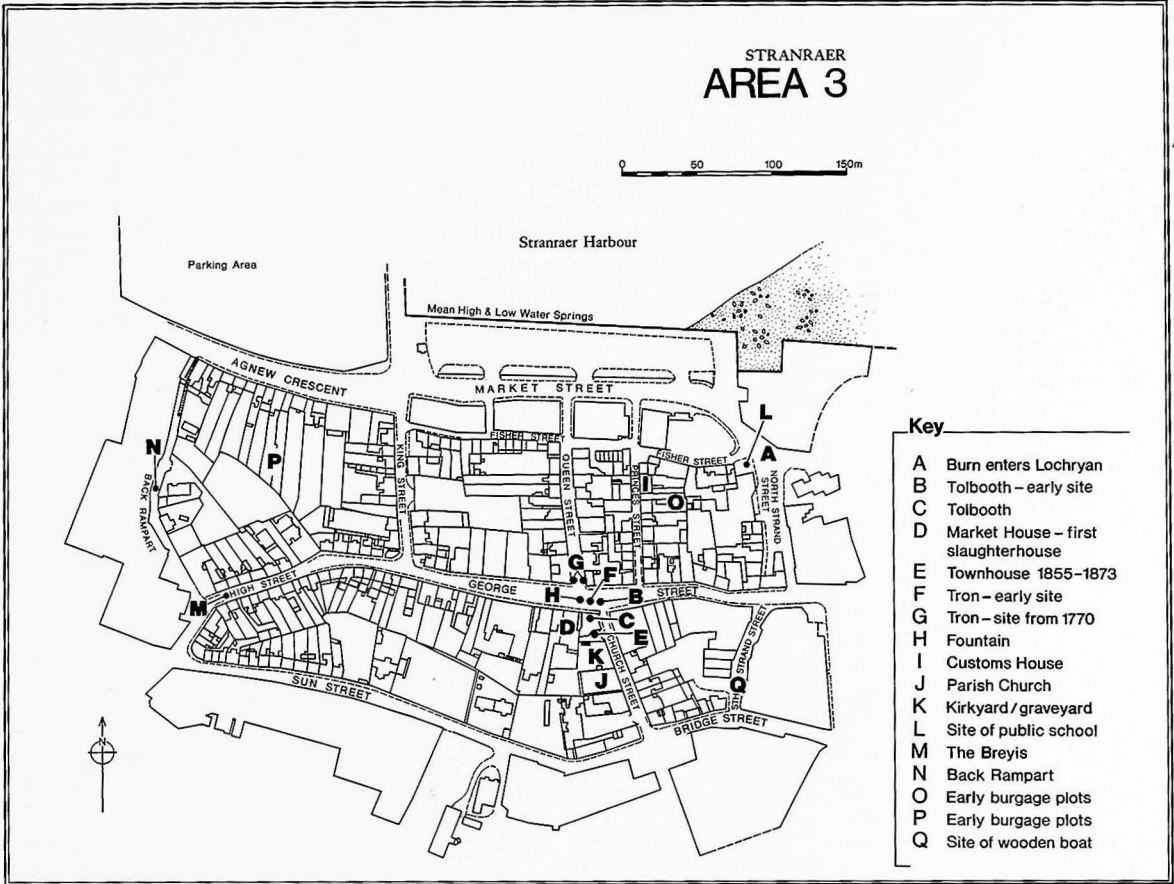 STRANRAER
AREA 3
0 50 100 150m
Stranraer Harbour
Parking Area
Mean High & Low Water Springs
AGNEW CRESCENT
MARKET STREET
FISHER STREET
FISHER STREET
L
A
N
P
KING STREET
QUEEN STREET
PRINCES STREET
I
O
NORTH STRAND STREET
BACK RAMPART
HIGH STREET
M
G
F
GEORGE STREET
H
B
D
C
E
K
J
CHURCH STREET
STH STRAND STREET
Q
SUN STREET
BRIDGE STREET
N
Key
A Burn enters Lochryan
B Tolbooth – early site
C Tolbooth
D Market House – first
slaughterhouse
E Townhouse 1855–1873
F Tron – early site
G Tron – site from 1770
H Fountain
I Customs House
J Parish Church
K Kirkyard/graveyard
L Site of public school
M The Breyis
N Back Rampart
O Early burgage plots
P Early burgage plots
Q Site of wooden boat